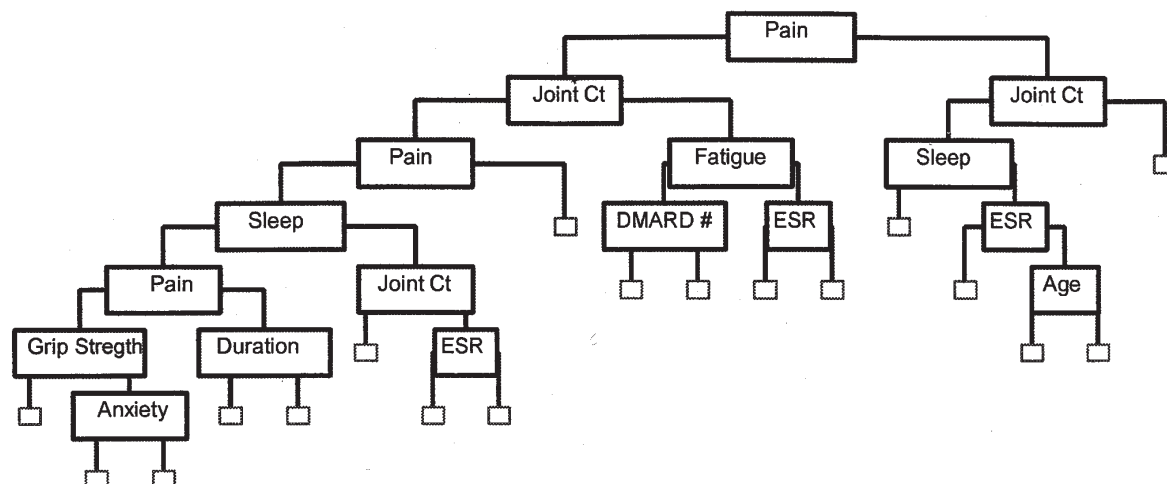 Pain
Joint Ct
Joint Ct
Pain
Fatigue
Sleep
Sleep
DMARD #
ESR
ESR
Pain
Joint Ct
Age
Grip Stregth
Duration
ESR
Anxiety